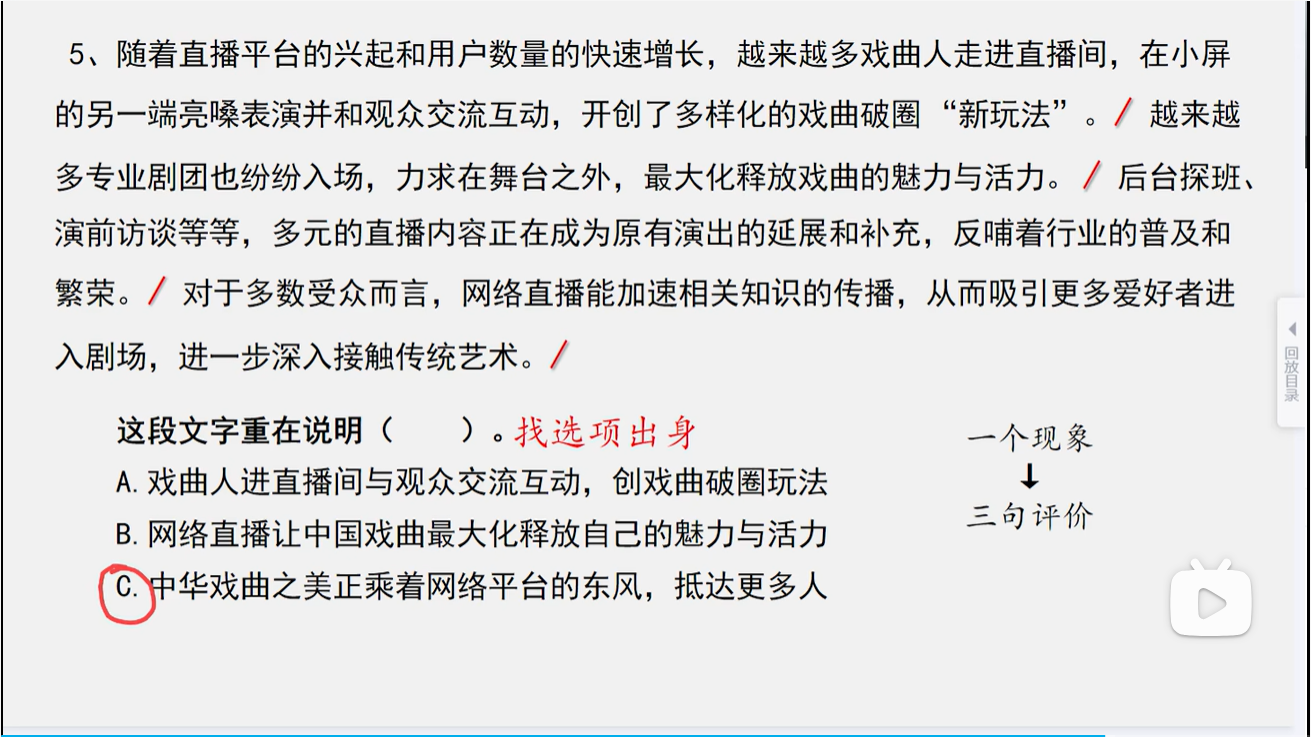 5、随着直播平台的兴起和用户数量的快速增长，越来越多戏曲人走进直播间，在小屏
的另一端亮嗓表演并和观众交流互动，开创了多样化的戏曲破圈“新玩法”。/ 越来越
多专业剧团也纷纷入场，力求在舞台之外，最大化释放戏曲的魅力与活力。/ 后台探班、
演前访谈等等，多元的直播内容正在成为原有演出的延展和补充，反哺着行业的普及和
繁荣。/ 对于多数受众而言，网络直播能加速相关知识的传播，从而吸引更多爱好者进
入剧场，进一步深入接触传统艺术。/
这段文字重在说明（　　）。找选项出身
A. 戏曲人进直播间与观众交流互动，创戏曲破圈玩法
B. 网络直播让中国戏曲最大化释放自己的魅力与活力
C. 中华戏曲之美正乘着网络平台的东风，抵达更多人
一个现象
↓
三句评价
回放目录